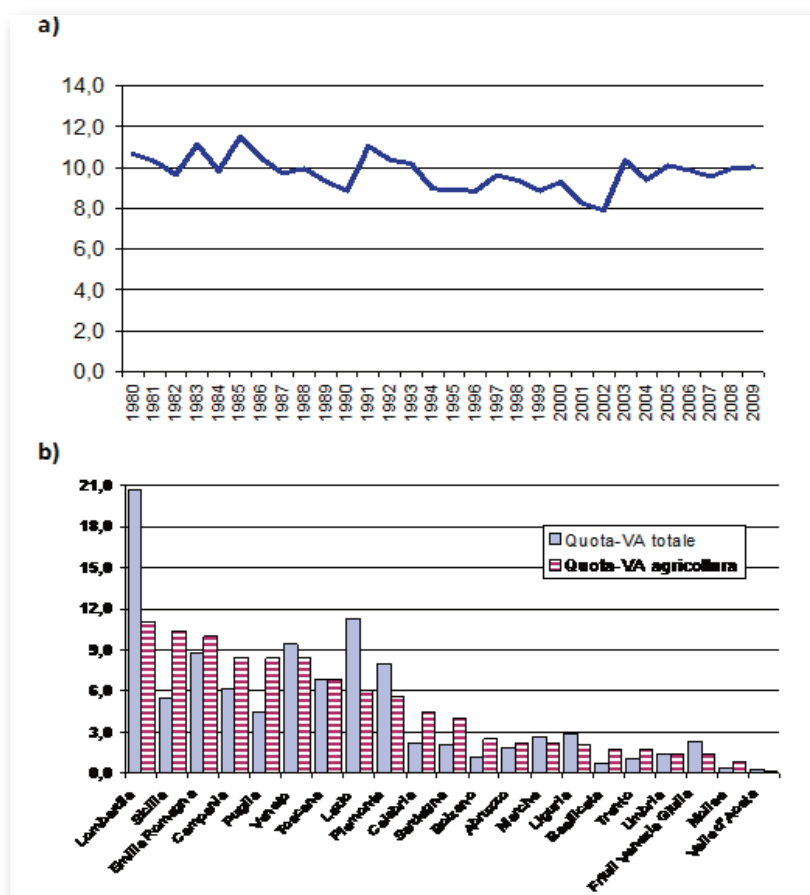 a)
14,0
12,0
10,0
8,0
6,0
4,0
2,0
0,0
1980 1981 1982 1983 1984 1985 1986 1987 1988 1989 1990 1991 1992 1993 1994 1995 1996 1997 1998 1999 2000 2001 2002 2003 2004 2005 2006 2007 2008 2009
b)
21,0
18,0
15,0
12,0
9,0
6,0
3,0
0,0
Quota-VA totale
Quota-VA agricoltura
Lombardia Sicilia Emilia Romagna Campania Puglia Veneto Toscana Lazio Piemonte Calabria Sardegna Bolzano Abruzzo Marche Liguria Basilicata Trento Umbria Friuli Venezia Giulia Molise Valle d'Aosta